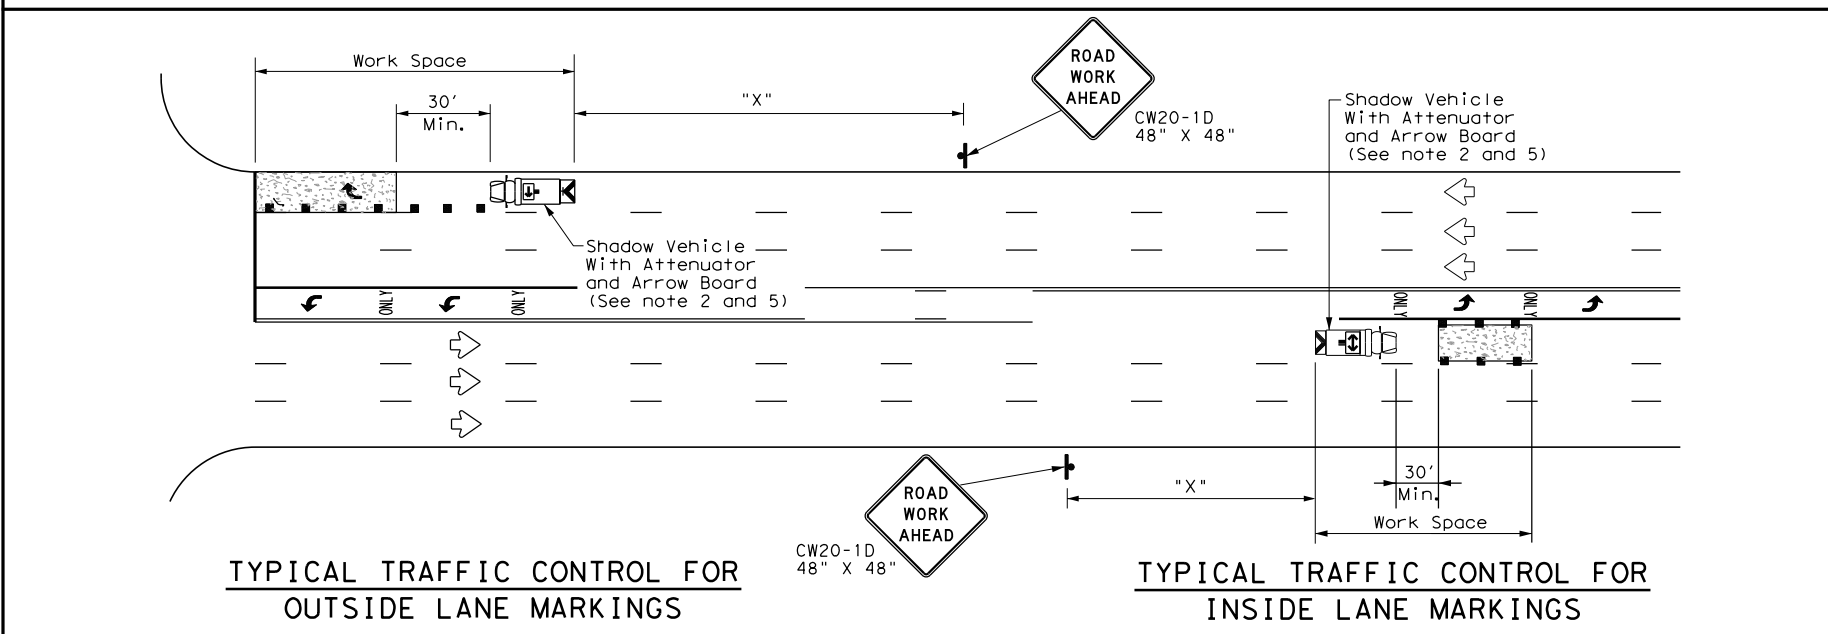 Work Space
30'
Min.
"X"
ROAD
WORK
AHEAD
CW20-1D
48" X 48"
Shadow Vehicle
With Attenuator
and Arrow Board
(See note 2 and 5)
Shadow Vehicle
With Attenuator
and Arrow Board
(See note 2 and 5)
ONLY
ONLY
ONLY
ONLY
ROAD
WORK
AHEAD
CW20-1D
48" X 48"
"X"
30'
Min.
Work Space
TYPICAL TRAFFIC CONTROL FOR
OUTSIDE LANE MARKINGS
TYPICAL TRAFFIC CONTROL FOR
INSIDE LANE MARKINGS